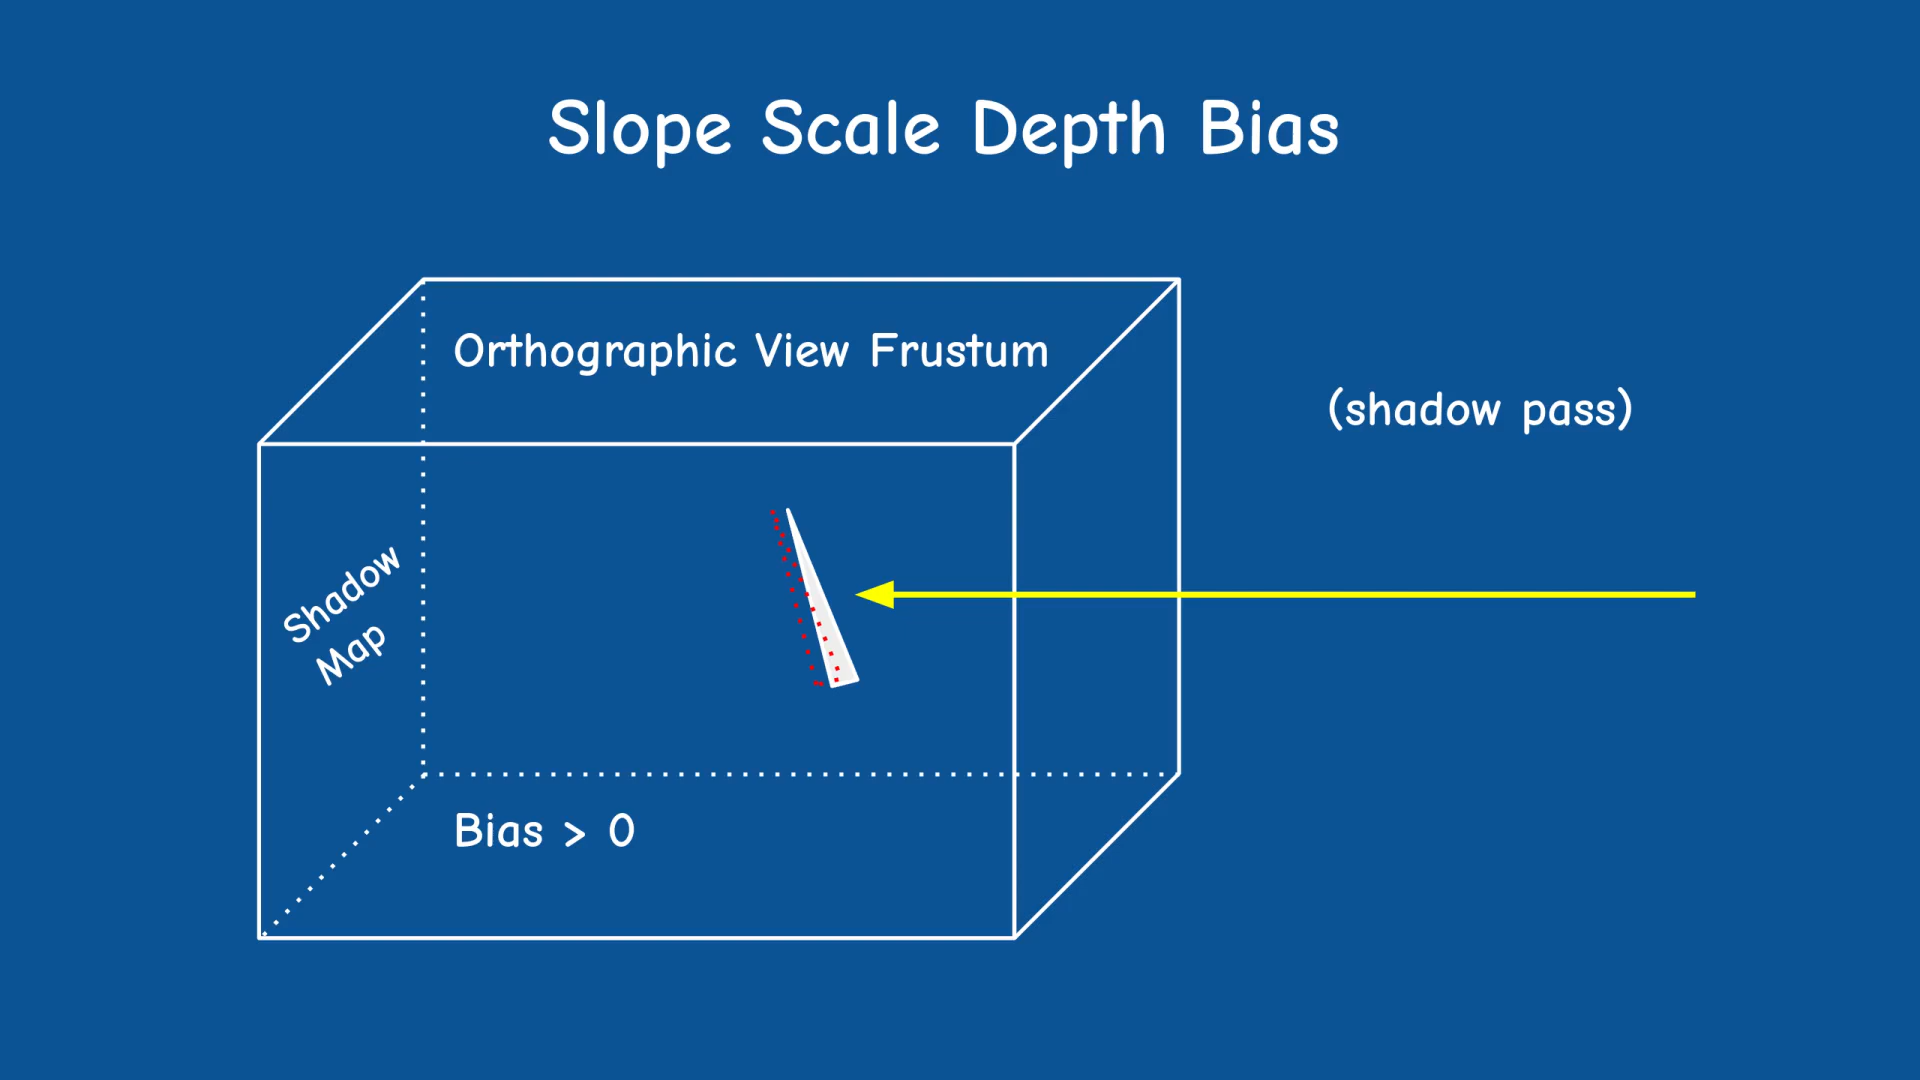 Slope Scale Depth Bias
Orthographic View Frustum
(shadow pass)
Shadow
Map
Bias > 0